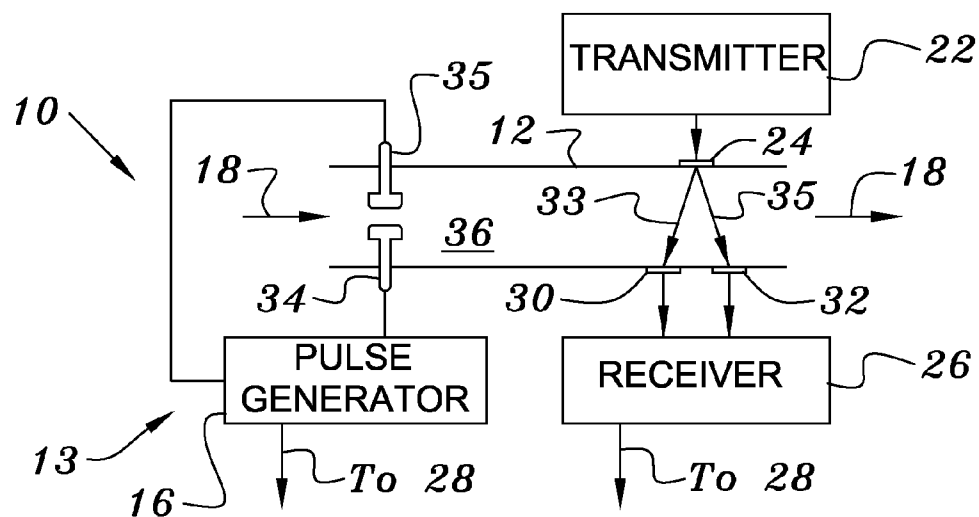 TRANSMITTER
22
35
10
12
24
18
33
35
18
36
34
30
32
PULSE
GENERATOR
RECEIVER
26
13
16
To 28
To 28